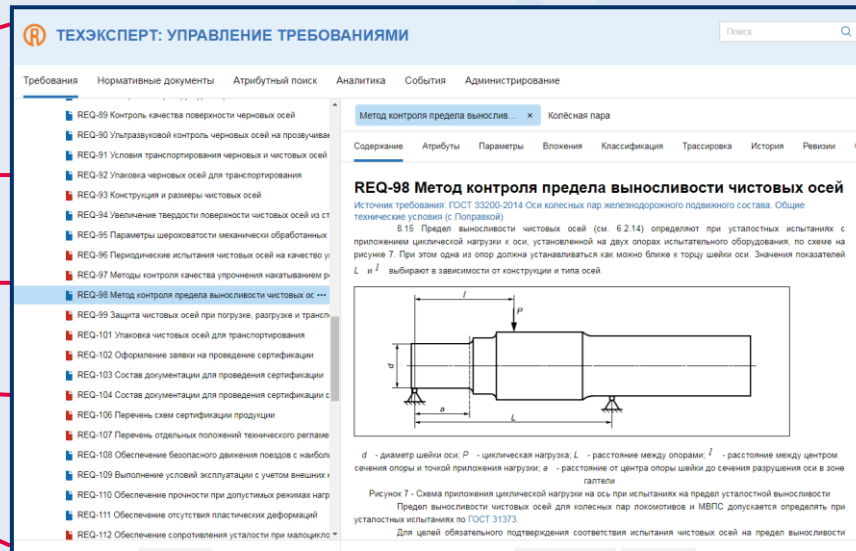 ТЕХЭКСПЕРТ: УПРАВЛЕНИЕ ТРЕБОВАНИЯМИ
Поиск
Требования Нормативные документы Атрибутный поиск Аналитика События Администрирование
REQ-89 Контроль качества поверхности черновых осей
REQ-90 Ультразвуковой контроль черновых осей на прозвучивае
REQ-91 Условия транспортирования черновых и чистовых осей
REQ-92 Упаковка черновых осей для транспортирования
REQ-93 Конструкция и размеры чистовых осей
REQ-94 Увеличение твердости поверхности чистовых осей из ст
REQ-95 Параметры шероховатости механически обработанных
REQ-96 Периодические испытания чистовых осей на качество у
REQ-97 Методы контроля качества упрочнения накатыванием р
REQ-98 Метод контроля предела выносливости чистовых ос ···
REQ-99 Защита чистовых осей при погрузке, разгрузке и трансп
REQ-101 Упаковка чистовых осей для транспортирования
REQ-102 Оформление заявки на проведение сертификации
REQ-103 Состав документации для проведения сертификации
REQ-104 Состав документации для проведения сертификации с
REQ-106 Перечень схем сертификации продукции
REQ-107 Перечень отдельных положений технического регламе
REQ-108 Обеспечение безопасного движения поездов с наибол
REQ-109 Выполнение условий эксплуатации с учетом внешних
REQ-110 Обеспечение прочности при допустимых режимах нагр
REQ-111 Обеспечение отсутствия пластических деформаций
REQ-112 Обеспечение сопротивления усталости при малоцикло
Метод контроля предела вынослив... × Колёсная пара
Содержание Атрибуты Параметры Вложения Классификация Трассировка История Ревизии
REQ-98 Метод контроля предела выносливости чистовых осей
Источник требования: ГОСТ 33200-2014 Оси колесных пар железнодорожного подвижного состава. Общие
технические условия (с Поправкой)
8.15 Предел выносливости чистовых осей (см. 6.2.14) определяют при усталостных испытаниях с
приложением циклической нагрузки к оси, установленной на двух опорах испытательного оборудования, по схеме на
рисунке 7. При этом одна из опор должна устанавливаться как можно ближе к торцу шейки оси. Значения показателей
L и l выбирают в зависимости от конструкции и типа осей.
l
P
d
a
L
d - диаметр шейки оси; P - циклическая нагрузка; L - расстояние между опорами; l - расстояние между центром
сечения опоры и точкой приложения нагрузки; a - расстояние от центра опоры шейки до сечения разрушения оси в зоне
галтели
Рисунок 7 - Схема приложения циклической нагрузки на ось при испытаниях на предел усталостной выносливости
Предел выносливости чистовых осей для колесных пар локомотивов и МВПС допускается определять при
усталостных испытаниях по ГОСТ 31373.
Для целей обязательного подтверждения соответствия испытания чистовых осей на предел выносливости